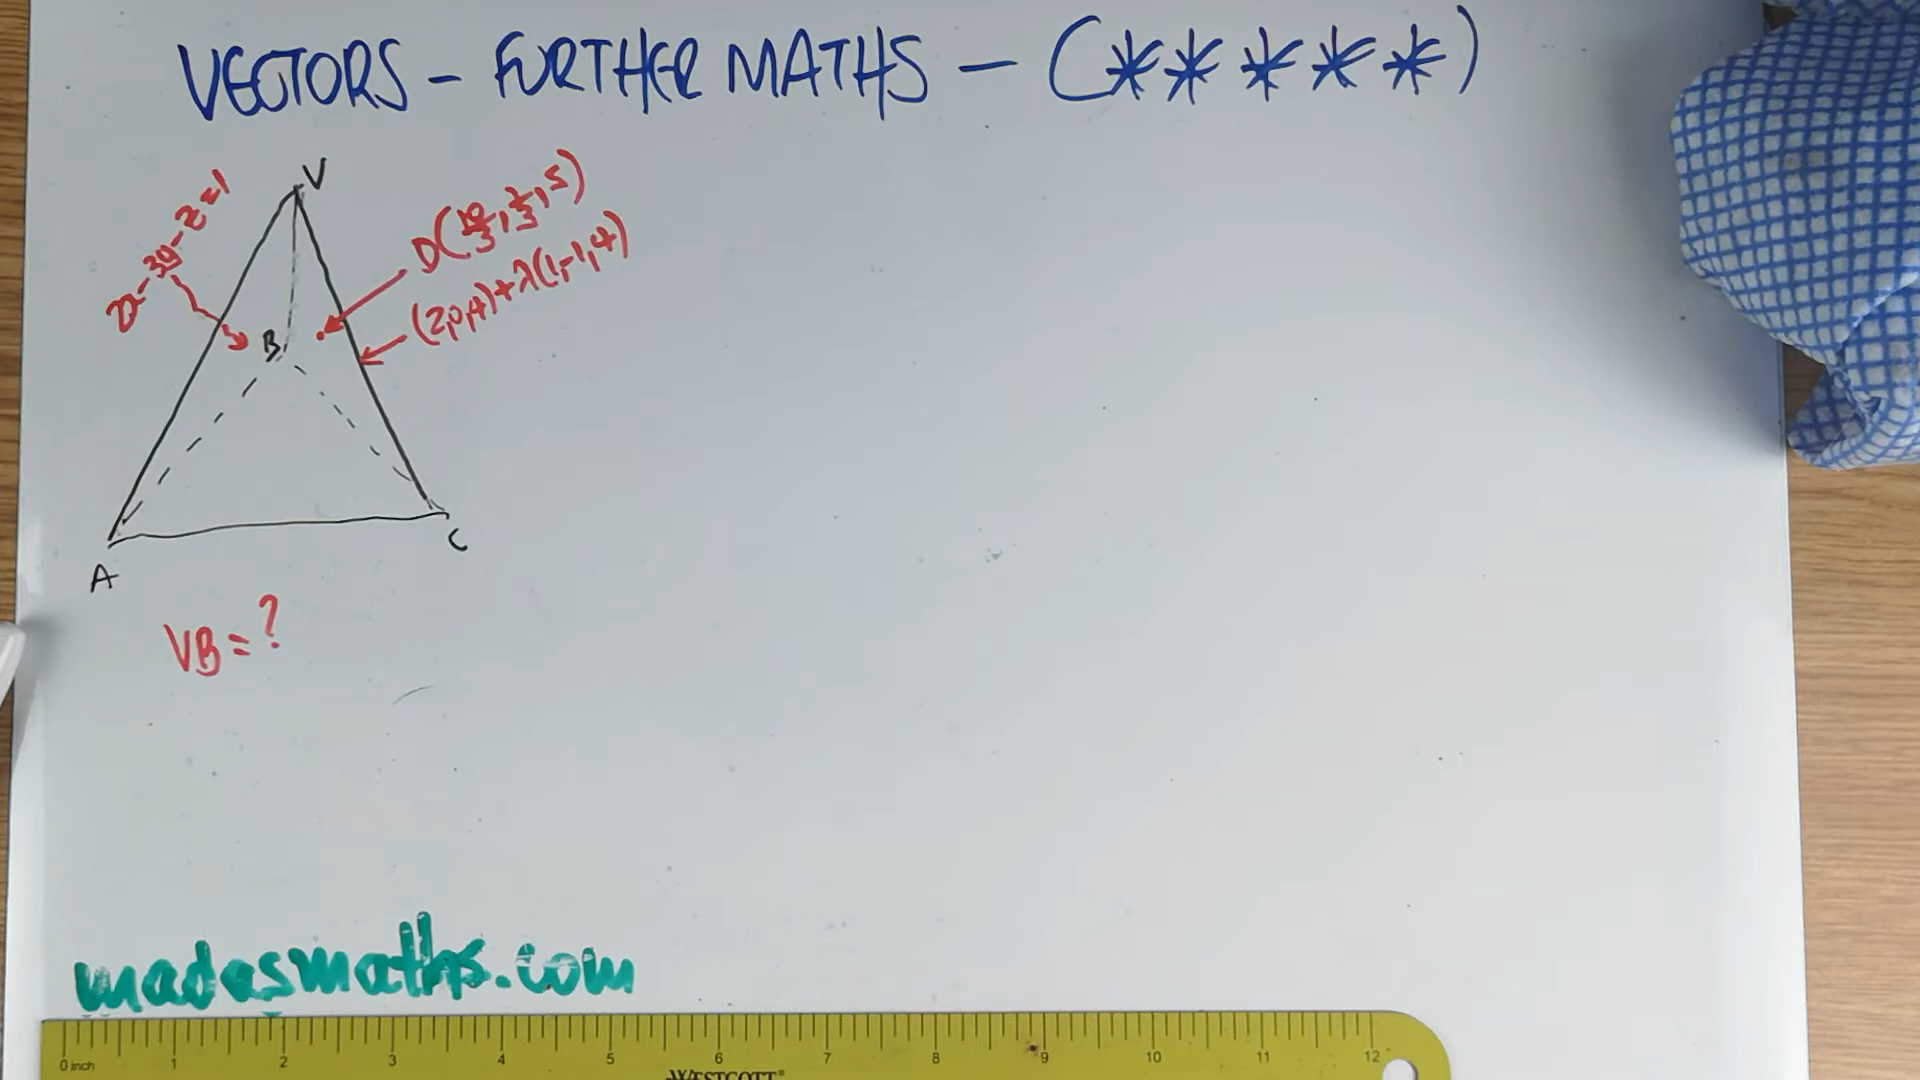 VECTORS - FURTHER MATHS - (*****)
V
2x-3y-z=1
D(10/3, 2/3, 5)
(2,0,4)+λ(1,-1,4)
B
A
C
VB = ?
madasmaths.com
0 inch 1 2 3 4 5 6 7 8 9 10 11 12
WESTCOTT®